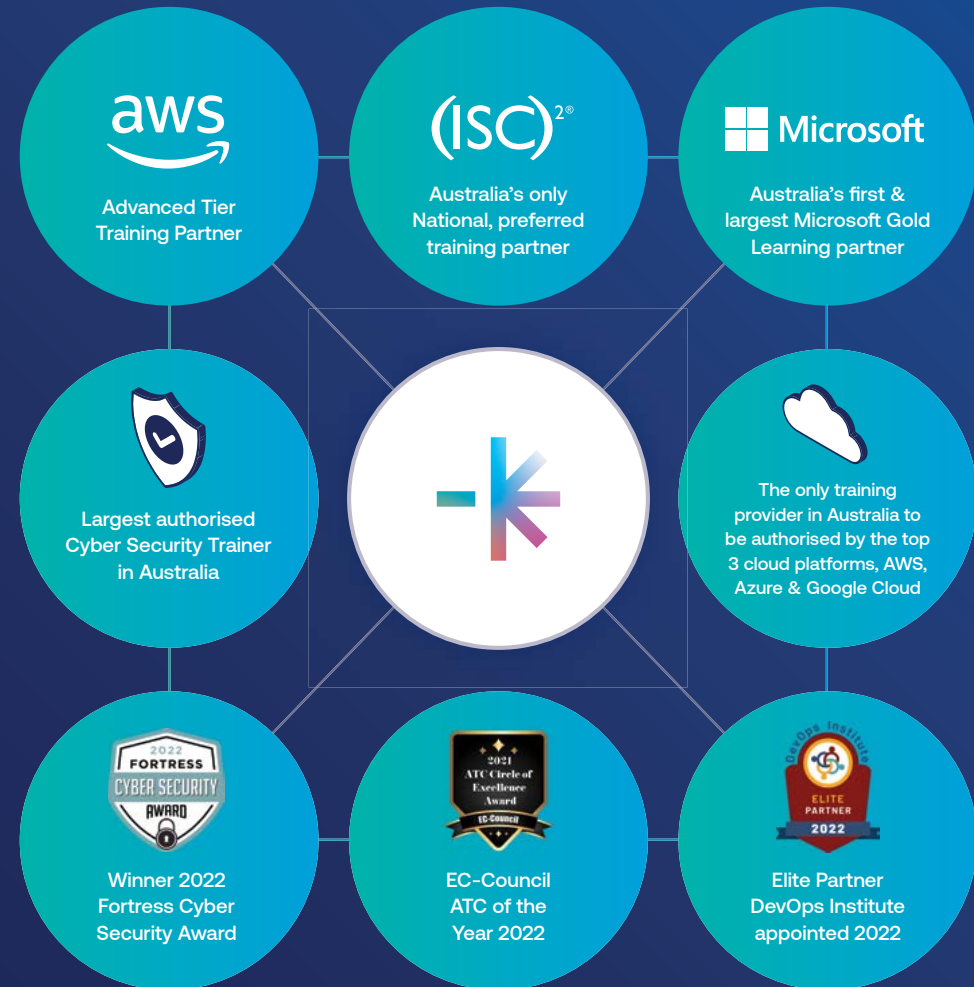 aws
Advanced Tier
Training Partner
(ISC)²®
Australia's only
National, preferred
training partner
Microsoft
Australia's first &
largest Microsoft Gold
Learning partner
Largest authorised
Cyber Security Trainer
in Australia
The only training
provider in Australia to
be authorised by the top
3 cloud platforms, AWS,
Azure & Google Cloud
2022
FORTRESS
CYBER SECURITY
AWARD
Winner 2022
Fortress Cyber
Security Award
2021
ATC Circle of
Excellence
Award
EC-Council
EC-Council
ATC of the
Year 2022
DevOps Institute
ELITE
PARTNER
2022
Elite Partner
DevOps Institute
appointed 2022